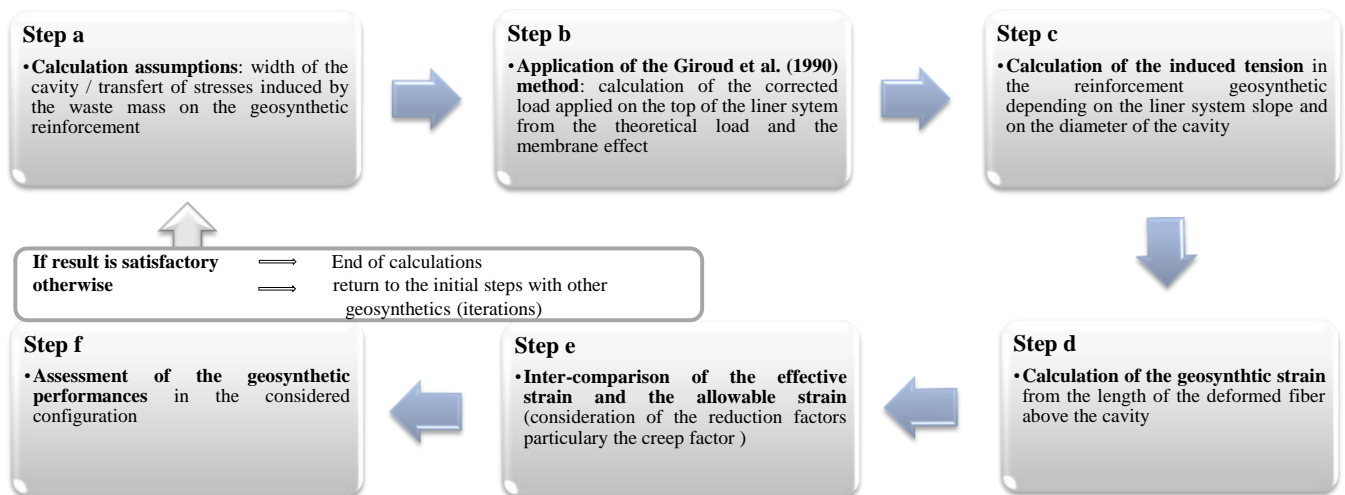 Step a
•Calculation assumptions: width of the
cavity / transfert of stresses induced by
the waste mass on the geosynthetic
reinforcement
Step b
•Application of the Giroud et al. (1990)
method: calculation of the corrected
load applied on the top of the liner sytem
from the theoretical load and the
membrane effect
Step c
•Calculation of the induced tension in
the reinforcement geosynthetic
depending on the liner system slope and
on the diameter of the cavity
Step d
•Calculation of the geosynthtic strain
from the length of the deformed fiber
above the cavity
Step e
•Inter-comparison of the effective
strain and the allowable strain
(consideration of the reduction factors
particulary the creep factor )
Step f
•Assessment of the geosynthetic
performances in the considered
configuration
If result is satisfactory ⟹ End of calculations
otherwise ⟹ return to the initial steps with other
geosynthetics (iterations)